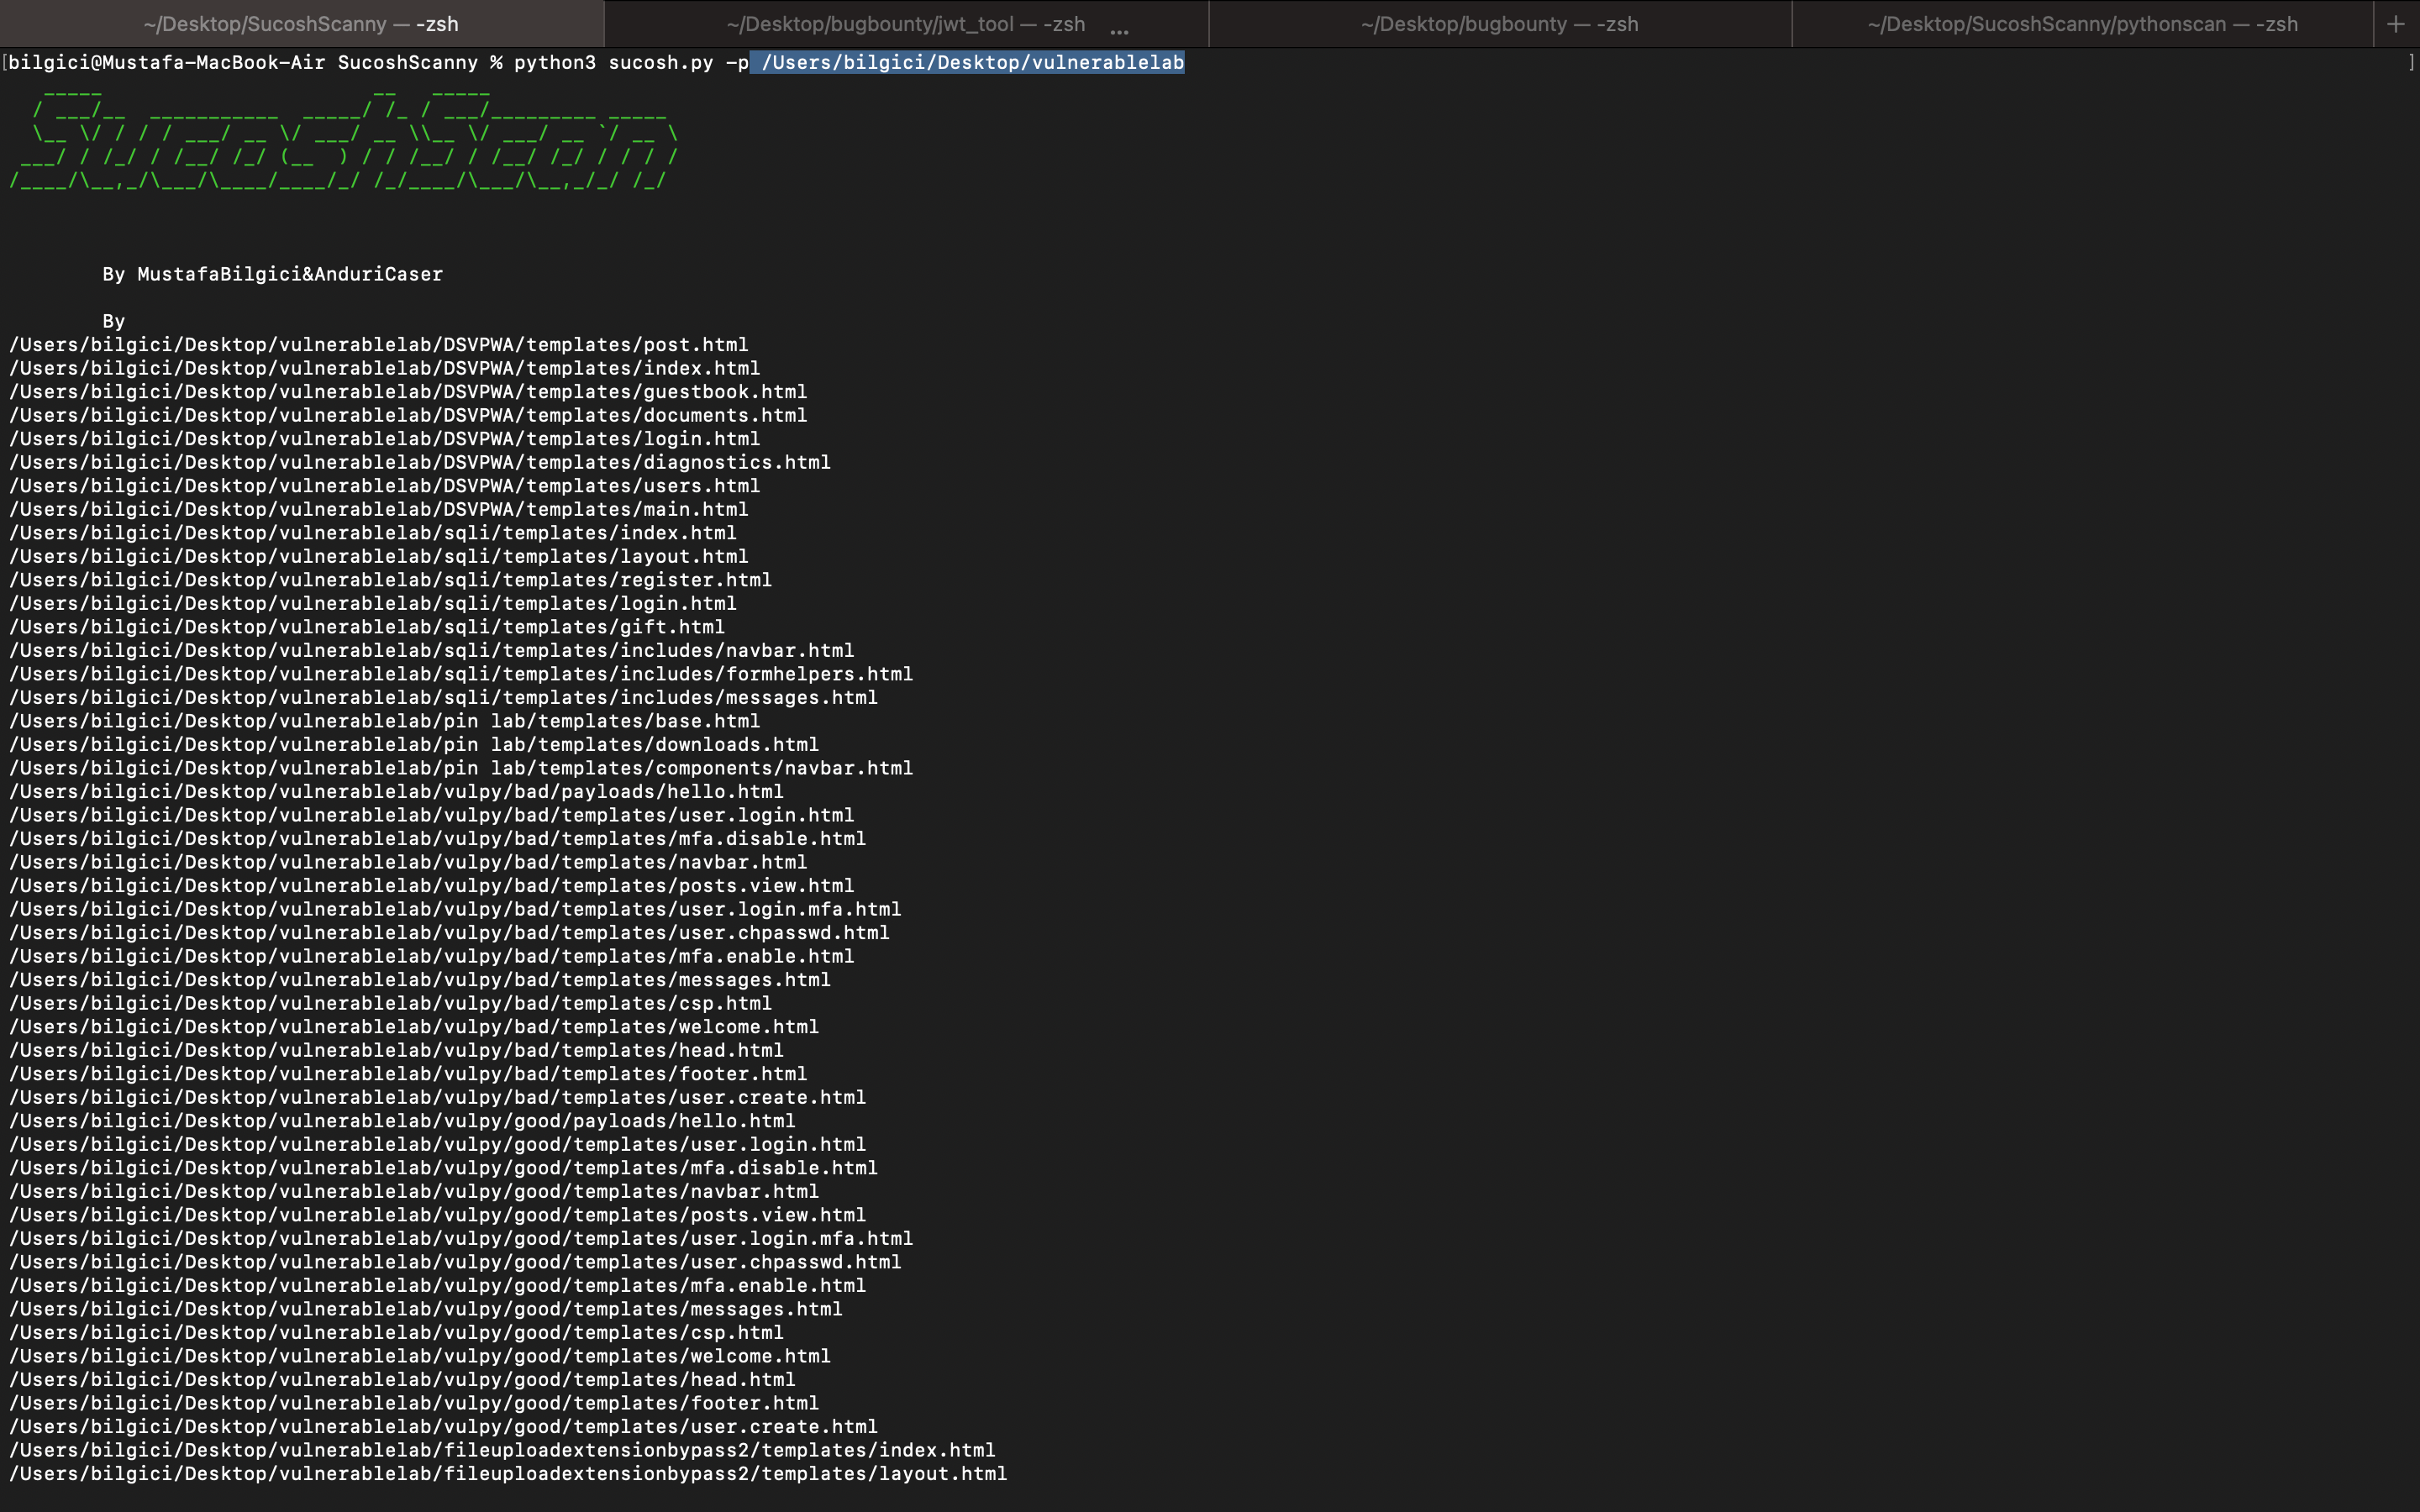 ~/Desktop/SucoshScanny — -zsh
~/Desktop/bugbounty/jwt_tool — -zsh ...
~/Desktop/bugbounty — -zsh
~/Desktop/SucoshScanny/pythonscan — -zsh
+
[bilgici@Mustafa-MacBook-Air SucoshScanny % python3 sucosh.py -p /Users/bilgici/Desktop/vulnerablelab ]
SucoshScan
By MustafaBilgici&AnduriCaser
By
/Users/bilgici/Desktop/vulnerablelab/DSVPWA/templates/post.html
/Users/bilgici/Desktop/vulnerablelab/DSVPWA/templates/index.html
/Users/bilgici/Desktop/vulnerablelab/DSVPWA/templates/guestbook.html
/Users/bilgici/Desktop/vulnerablelab/DSVPWA/templates/documents.html
/Users/bilgici/Desktop/vulnerablelab/DSVPWA/templates/login.html
/Users/bilgici/Desktop/vulnerablelab/DSVPWA/templates/diagnostics.html
/Users/bilgici/Desktop/vulnerablelab/DSVPWA/templates/users.html
/Users/bilgici/Desktop/vulnerablelab/DSVPWA/templates/main.html
/Users/bilgici/Desktop/vulnerablelab/sqli/templates/index.html
/Users/bilgici/Desktop/vulnerablelab/sqli/templates/layout.html
/Users/bilgici/Desktop/vulnerablelab/sqli/templates/register.html
/Users/bilgici/Desktop/vulnerablelab/sqli/templates/login.html
/Users/bilgici/Desktop/vulnerablelab/sqli/templates/gift.html
/Users/bilgici/Desktop/vulnerablelab/sqli/templates/includes/navbar.html
/Users/bilgici/Desktop/vulnerablelab/sqli/templates/includes/formhelpers.html
/Users/bilgici/Desktop/vulnerablelab/sqli/templates/includes/messages.html
/Users/bilgici/Desktop/vulnerablelab/pin lab/templates/base.html
/Users/bilgici/Desktop/vulnerablelab/pin lab/templates/downloads.html
/Users/bilgici/Desktop/vulnerablelab/pin lab/templates/components/navbar.html
/Users/bilgici/Desktop/vulnerablelab/vulpy/bad/payloads/hello.html
/Users/bilgici/Desktop/vulnerablelab/vulpy/bad/templates/user.login.html
/Users/bilgici/Desktop/vulnerablelab/vulpy/bad/templates/mfa.disable.html
/Users/bilgici/Desktop/vulnerablelab/vulpy/bad/templates/navbar.html
/Users/bilgici/Desktop/vulnerablelab/vulpy/bad/templates/posts.view.html
/Users/bilgici/Desktop/vulnerablelab/vulpy/bad/templates/user.login.mfa.html
/Users/bilgici/Desktop/vulnerablelab/vulpy/bad/templates/user.chpasswd.html
/Users/bilgici/Desktop/vulnerablelab/vulpy/bad/templates/mfa.enable.html
/Users/bilgici/Desktop/vulnerablelab/vulpy/bad/templates/messages.html
/Users/bilgici/Desktop/vulnerablelab/vulpy/bad/templates/csp.html
/Users/bilgici/Desktop/vulnerablelab/vulpy/bad/templates/welcome.html
/Users/bilgici/Desktop/vulnerablelab/vulpy/bad/templates/head.html
/Users/bilgici/Desktop/vulnerablelab/vulpy/bad/templates/footer.html
/Users/bilgici/Desktop/vulnerablelab/vulpy/bad/templates/user.create.html
/Users/bilgici/Desktop/vulnerablelab/vulpy/good/payloads/hello.html
/Users/bilgici/Desktop/vulnerablelab/vulpy/good/templates/user.login.html
/Users/bilgici/Desktop/vulnerablelab/vulpy/good/templates/mfa.disable.html
/Users/bilgici/Desktop/vulnerablelab/vulpy/good/templates/navbar.html
/Users/bilgici/Desktop/vulnerablelab/vulpy/good/templates/posts.view.html
/Users/bilgici/Desktop/vulnerablelab/vulpy/good/templates/user.login.mfa.html
/Users/bilgici/Desktop/vulnerablelab/vulpy/good/templates/user.chpasswd.html
/Users/bilgici/Desktop/vulnerablelab/vulpy/good/templates/mfa.enable.html
/Users/bilgici/Desktop/vulnerablelab/vulpy/good/templates/messages.html
/Users/bilgici/Desktop/vulnerablelab/vulpy/good/templates/csp.html
/Users/bilgici/Desktop/vulnerablelab/vulpy/good/templates/welcome.html
/Users/bilgici/Desktop/vulnerablelab/vulpy/good/templates/head.html
/Users/bilgici/Desktop/vulnerablelab/vulpy/good/templates/footer.html
/Users/bilgici/Desktop/vulnerablelab/vulpy/good/templates/user.create.html
/Users/bilgici/Desktop/vulnerablelab/fileuploadextensionbypass2/templates/index.html
/Users/bilgici/Desktop/vulnerablelab/fileuploadextensionbypass2/templates/layout.html